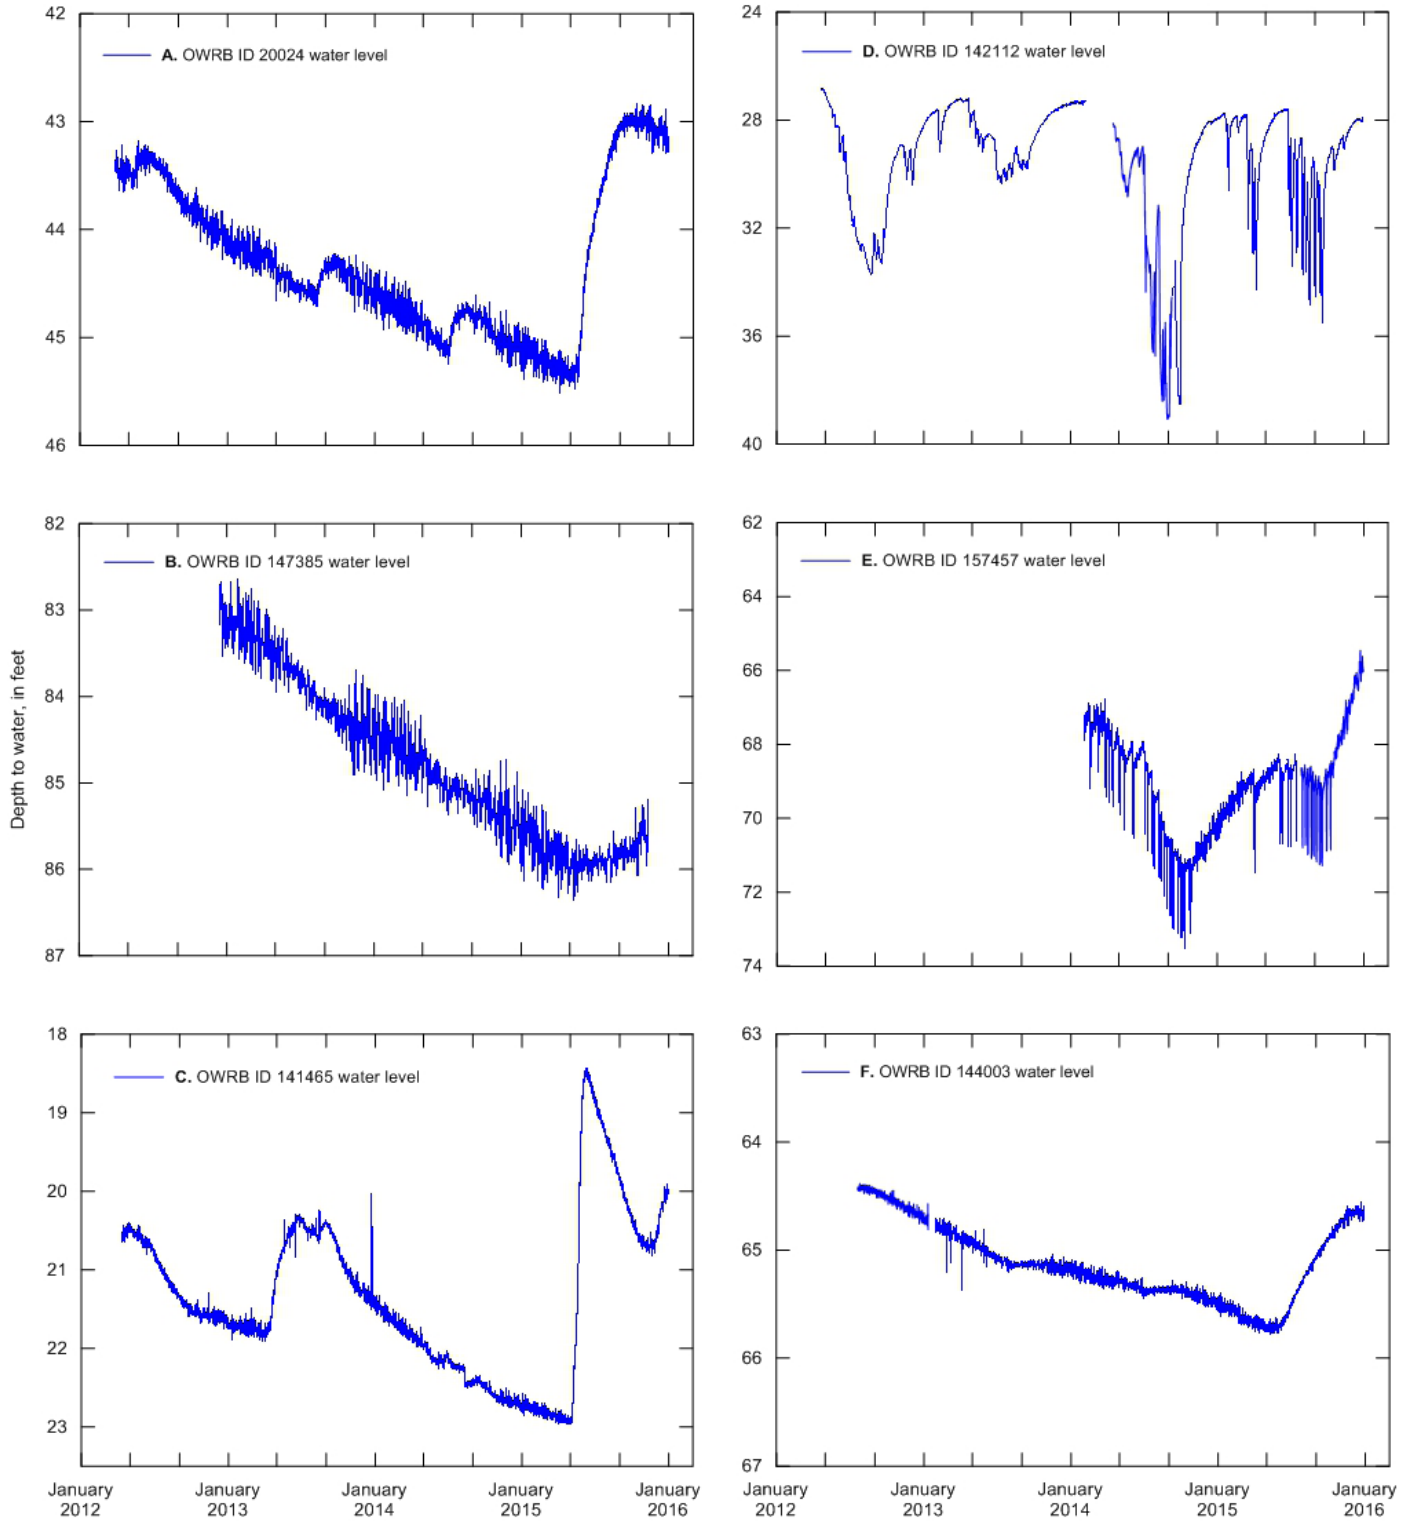 Depth to water, in feet
42
43
44
45
46
A. OWRB ID 20024 water level
24
28
32
36
40
D. OWRB ID 142112 water level
82
83
84
85
86
87
B. OWRB ID 147385 water level
62
64
66
68
70
72
74
E. OWRB ID 157457 water level
18
19
20
21
22
23
C. OWRB ID 141465 water level
January
2012
January
2013
January
2014
January
2015
January
2016
63
64
65
66
67
F. OWRB ID 144003 water level
January
2012
January
2013
January
2014
January
2015
January
2016